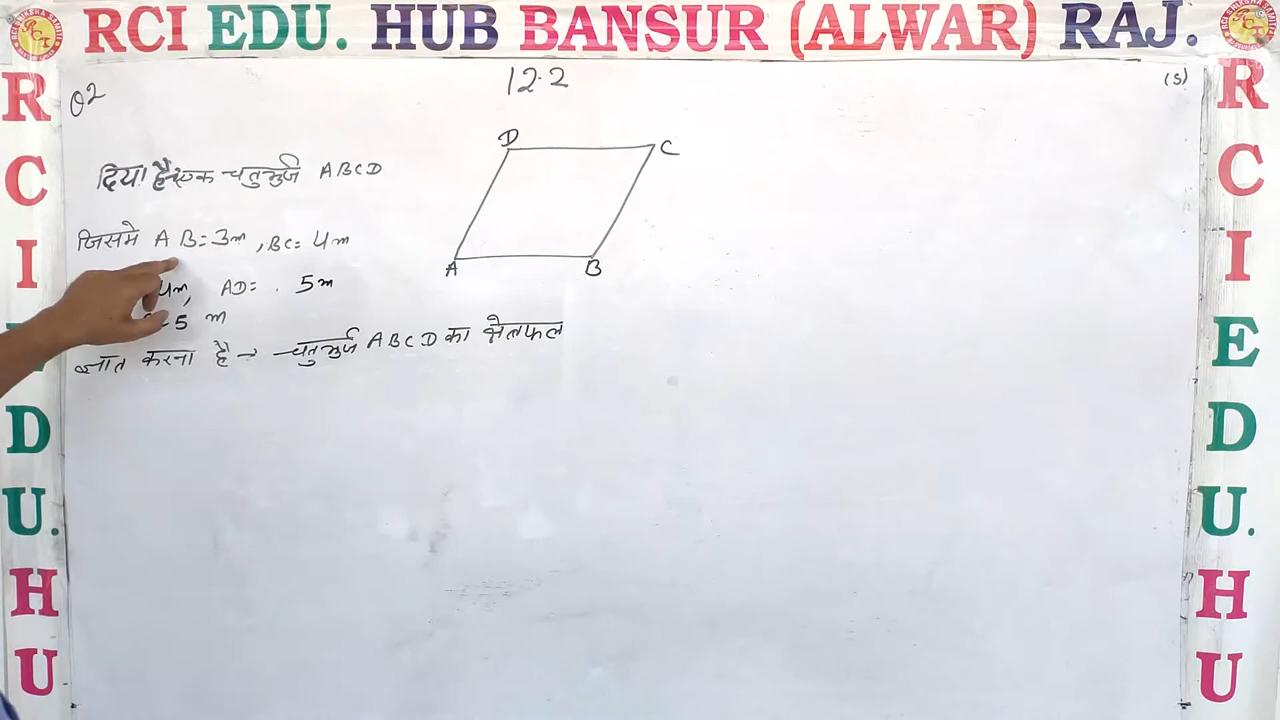 RCI EDU. HUB BANSUR (ALWAR) RAJ.
R
C
I
D
U.
H
U
R
C
I
E
D
U.
H
U
12.2
(5)
Q2
दिया है एक चतुर्भुज ABCD
जिसमे AB=3m, BC=4m
4m, AD= . 5m
5 m
ज्ञात करना है → चतुर्भुज ABCD का क्षेत्रफल
D
C
A
B